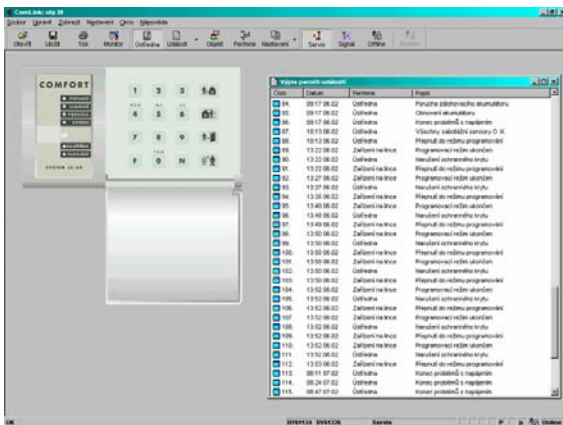 ComLink: obj 30
Soubor Upravit Zobrazit Nastavení Okno Nápověda
Otevřít Uložit Tisk Monitor Ústředna Události Objekt Periferie Nastavení Servis Signál Offline
COMFORT
1 2 3
4 5 6
7 8 9
F 0 N
Výpis paměti událostí
Číslo Datum Periferie Popis
84. 09:17 06.02 Ústředna Porucha záložního akumulátoru
85. 09:17 06.02 Ústředna Obnovení akumulátoru
86. 09:17 06.02 Ústředna Konec problémů s napájením
87. 10:13 06.02 Ústředna Všechny sabotážní sensory O. K.
88. 10:13 06.02 Ústředna Přepnutí do režimu programování
89. 13:22 06.02 Zařízení na lince Programovací režim ukončen
90. 13:22 06.02 Ústředna Narušení ochranného krytu
91. 13:22 06.02 Zařízení na lince Přepnutí do režimu programování
92. 13:27 06.02 Zařízení na lince Programovací režim ukončen
93. 13:27 06.02 Ústředna Narušení ochranného krytu
94. 13:35 06.02 Zařízení na lince Přepnutí do režimu programování
95. 13:48 06.02 Zařízení na lince Programovací režim ukončen
96. 13:48 06.02 Ústředna Narušení ochranného krytu
97. 13:49 06.02 Zařízení na lince Přepnutí do režimu programování
98. 13:50 06.02 Zařízení na lince Programovací režim ukončen
99. 13:50 06.02 Ústředna Narušení ochranného krytu
100. 13:50 06.02 Zařízení na lince Přepnutí do režimu programování
101. 13:50 06.02 Zařízení na lince Programovací režim ukončen
102. 13:50 06.02 Ústředna Narušení ochranného krytu
103. 13:50 06.02 Zařízení na lince Přepnutí do režimu programování
104. 13:52 06.02 Zařízení na lince Programovací režim ukončen
105. 13:52 06.02 Ústředna Narušení ochranného krytu
106. 13:52 06.02 Zařízení na lince Přepnutí do režimu programování
107. 13:52 06.02 Zařízení na lince Programovací režim ukončen
108. 13:52 06.02 Ústředna Narušení ochranného krytu
109. 13:52 06.02 Zařízení na lince Přepnutí do režimu programování
110. 13:52 06.02 Zařízení na lince Programovací režim ukončen
111. 13:52 06.02 Ústředna Narušení ochranného krytu
112. 13:53 06.02 Zařízení na lince Přepnutí do režimu programování
113. 08:11 07.02 Ústředna Konec problémů s napájením
114. 08:24 07.02 Ústředna Konec problémů s napájením
115. 08:47 07.02 Ústředna Konec problémů s napájením
OK Servis P p Online